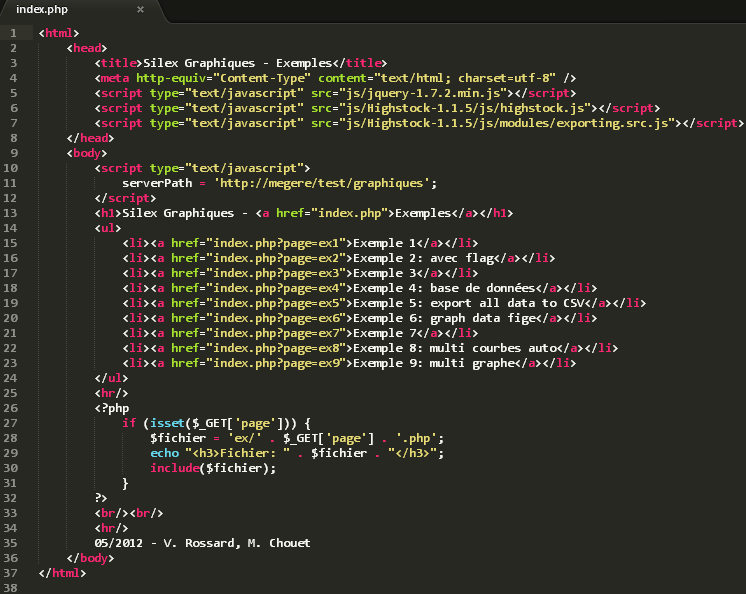 index.php ×
1 <html>
2 <head>
3 <title>Silex Graphiques - Exemples</title>
4 <meta http-equiv="Content-Type" content="text/html; charset=utf-8" />
5 <script type="text/javascript" src="js/jquery-1.7.2.min.js"></script>
6 <script type="text/javascript" src="js/Highstock-1.1.5/js/highstock.js"></script>
7 <script type="text/javascript" src="js/Highstock-1.1.5/js/modules/exporting.src.js"></script>
8 </head>
9 <body>
10 <script type="text/javascript">
11 serverPath = 'http://megere/test/graphiques';
12 </script>
13 <h1>Silex Graphiques - <a href="index.php">Exemples</a></h1>
14 <ul>
15 <li><a href="index.php?page=ex1">Exemple 1</a></li>
16 <li><a href="index.php?page=ex2">Exemple 2: avec flag</a></li>
17 <li><a href="index.php?page=ex3">Exemple 3</a></li>
18 <li><a href="index.php?page=ex4">Exemple 4: base de données</a></li>
19 <li><a href="index.php?page=ex5">Exemple 5: export all data to CSV</a></li>
20 <li><a href="index.php?page=ex6">Exemple 6: graph data fige</a></li>
21 <li><a href="index.php?page=ex7">Exemple 7</a></li>
22 <li><a href="index.php?page=ex8">Exemple 8: multi courbes auto</a></li>
23 <li><a href="index.php?page=ex9">Exemple 9: multi graphe</a></li>
24 </ul>
25 <hr/>
26 <?php
27 if (isset($_GET['page'])) {
28 $fichier = 'ex/' . $_GET['page'] . '.php';
29 echo "<h3>Fichier: " . $fichier . "</h3>";
30 include($fichier);
31 }
32 ?>
33 <br/><br/>
34 <hr/>
35 05/2012 - V. Rossard, M. Chouet
36 </body>
37 </html>
38